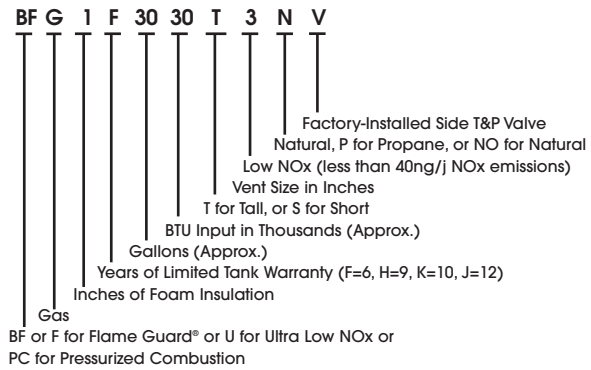 BF G 1 F 30 30 T 3 N V
Factory-Installed Side T&P Valve
Natural, P for Propane, or NO for Natural
Low NOx (less than 40ng/j NOx emissions)
Vent Size in Inches
T for Tall, or S for Short
BTU Input in Thousands (Approx.)
Gallons (Approx.)
Years of Limited Tank Warranty (F=6, H=9, K=10, J=12)
Inches of Foam Insulation
Gas
BF or F for Flame Guard® or U for Ultra Low NOx or
PC for Pressurized Combustion